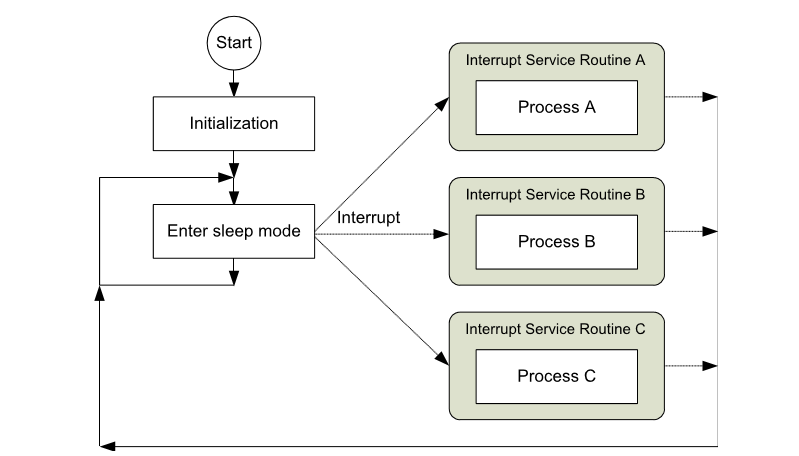 Start
Initialization
Enter sleep mode
Interrupt
Interrupt Service Routine A
Process A
Interrupt Service Routine B
Process B
Interrupt Service Routine C
Process C